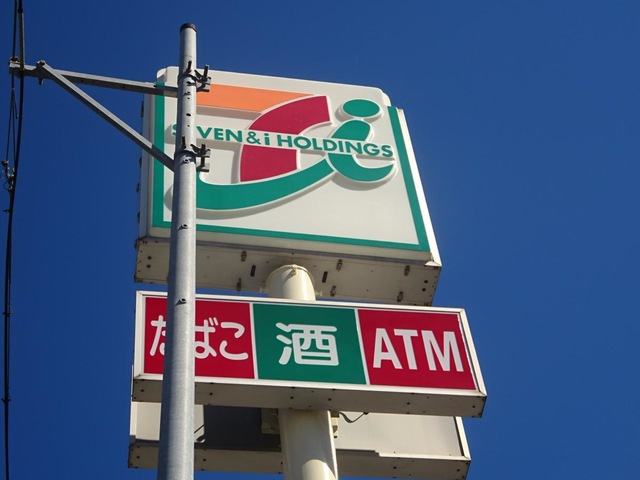 SEVEN & i HOLDINGS
たばこ 酒 ATM